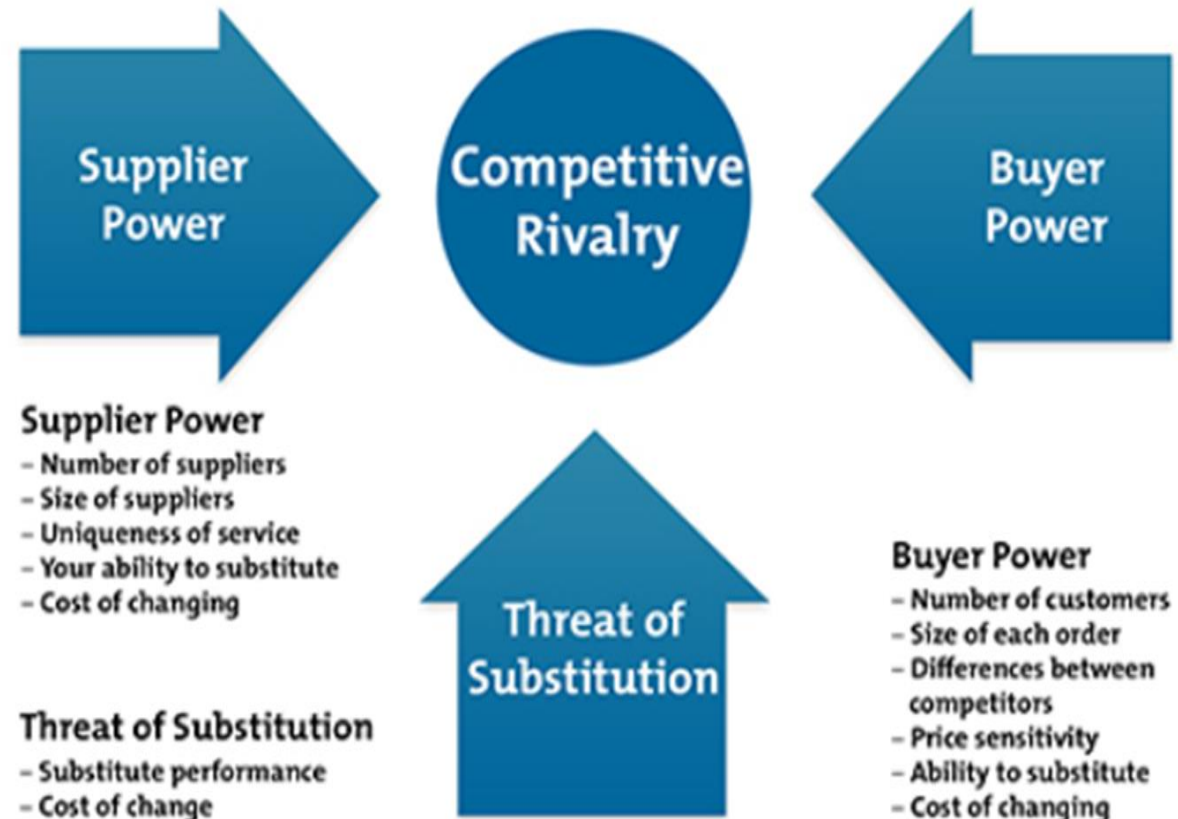 Supplier
Power
Competitive
Rivalry
Buyer
Power
Supplier Power
– Number of suppliers
– Size of suppliers
– Uniqueness of service
– Your ability to substitute
– Cost of changing
Threat of
Substitution
Threat of Substitution
– Substitute performance
– Cost of change
Buyer Power
– Number of customers
– Size of each order
– Differences between
competitors
– Price sensitivity
– Ability to substitute
– Cost of changing